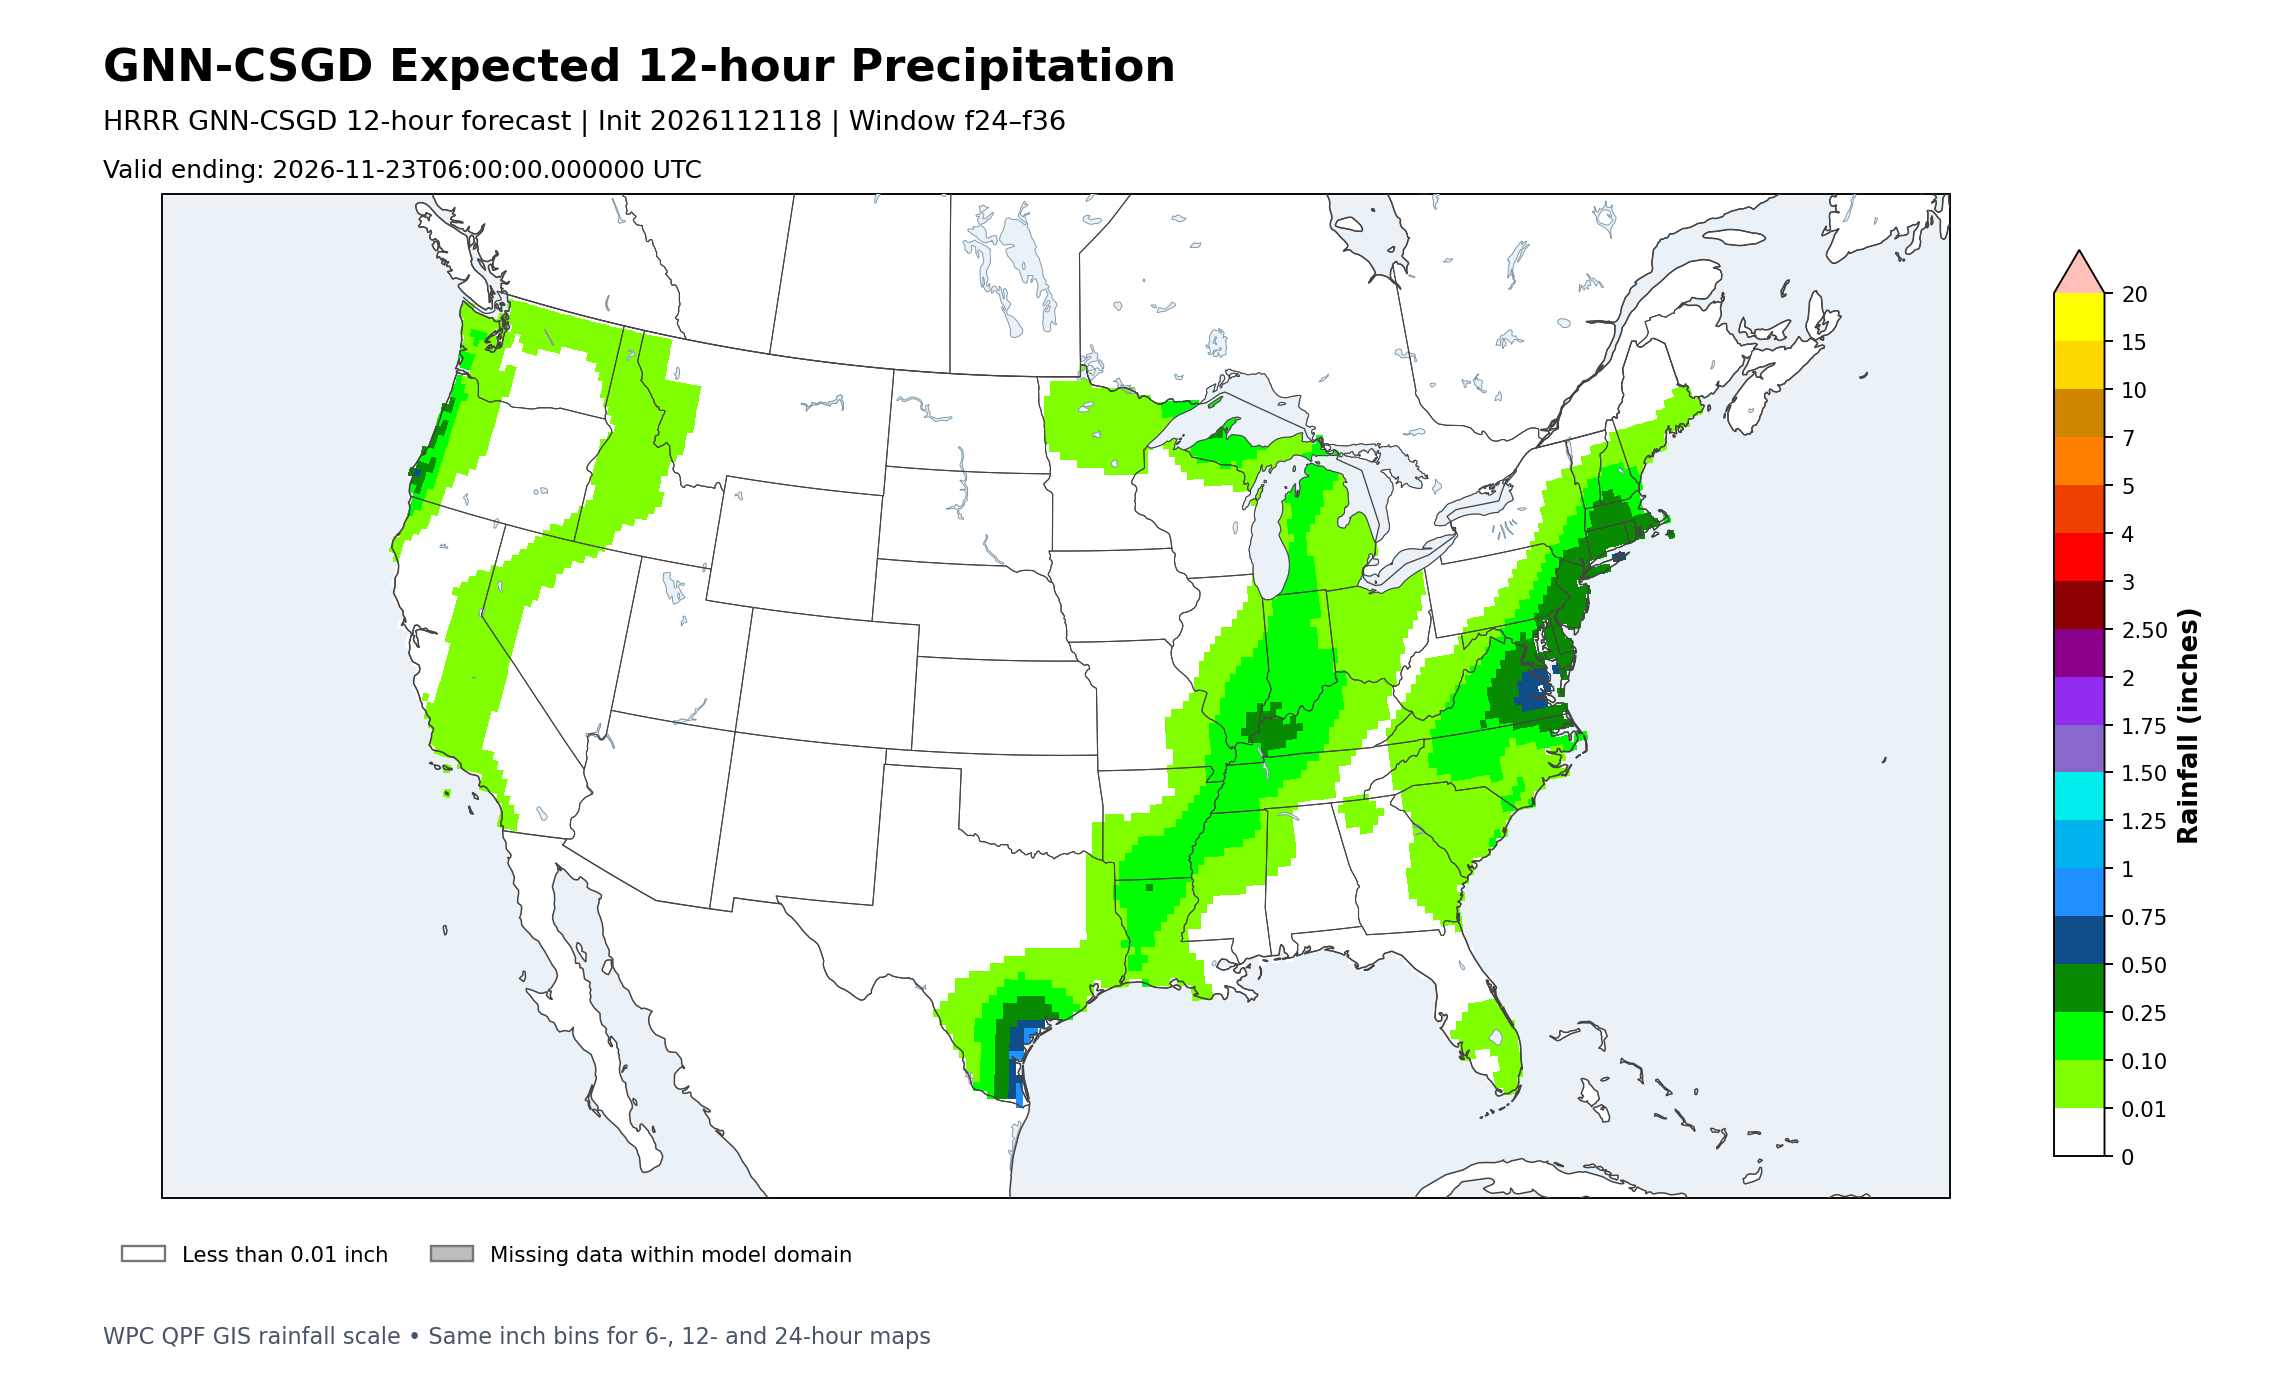 GNN-CSGD Expected 12-hour Precipitation
HRRR GNN-CSGD 12-hour forecast | Init 2026112118 | Window f24–f36
Valid ending: 2026-11-23T06:00:00.000000 UTC
20
15
10
7
5
4
3
2.50
2
1.75
1.50
1.25
1
0.75
0.50
0.25
0.10
0.01
0
Rainfall (inches)
Less than 0.01 inch
Missing data within model domain
WPC QPF GIS rainfall scale • Same inch bins for 6-, 12- and 24-hour maps